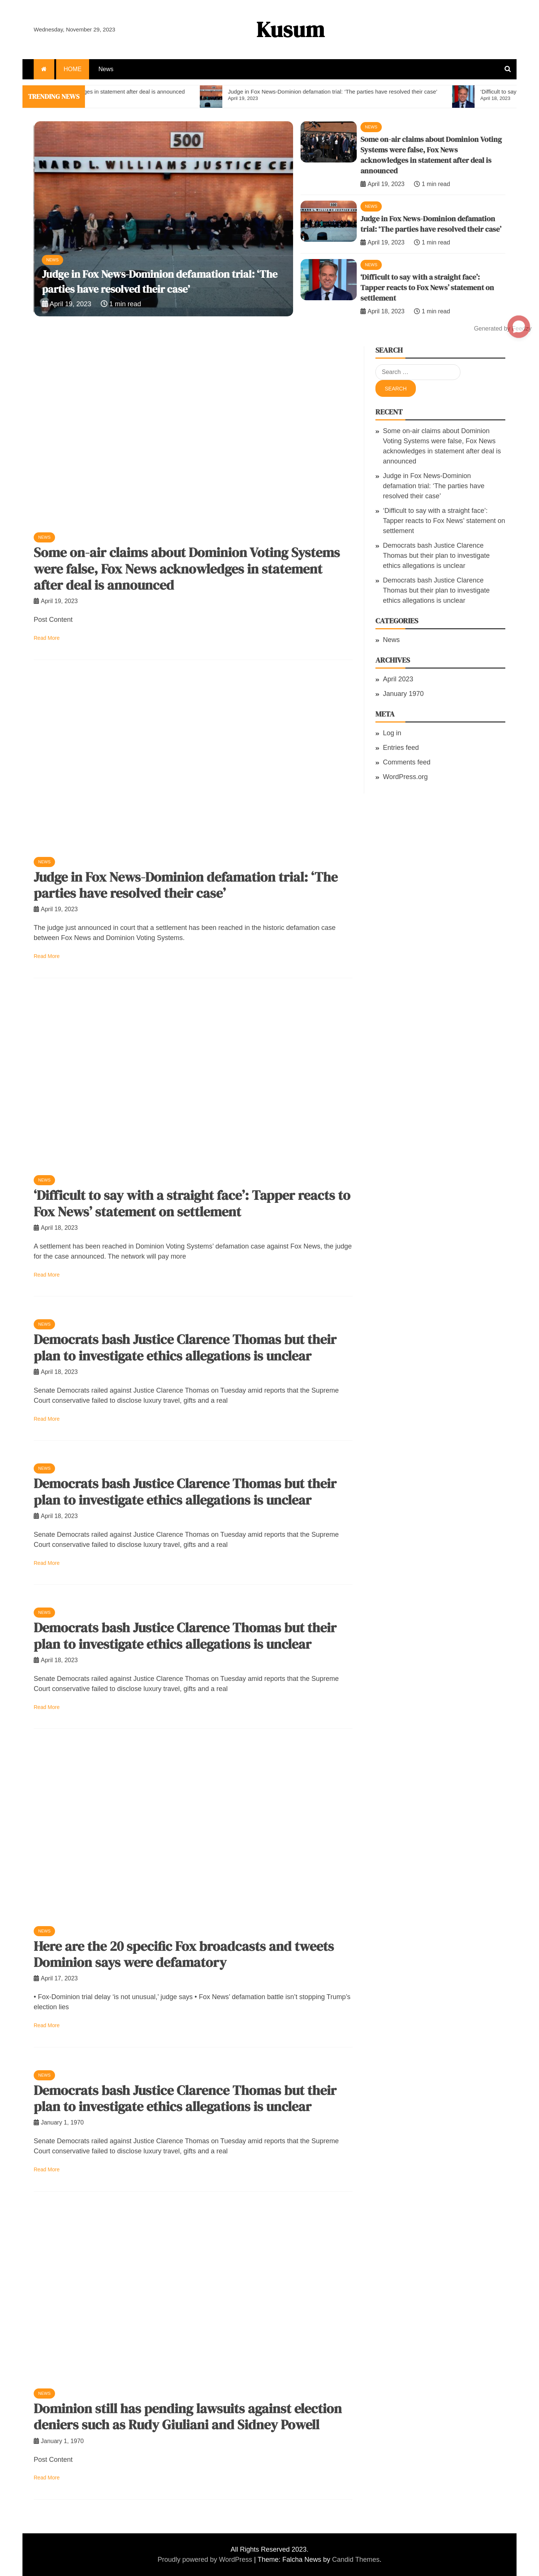 Wednesday, November 29, 2023
Kusum
HOME
News
TRENDING NEWS
ges in statement after deal is announced
Judge in Fox News-Dominion defamation trial: ‘The parties have resolved their case’
April 19, 2023
‘Difficult to say
April 18, 2023
500
HARD L. WILLIAMS JUSTICE CE
NEWS
Judge in Fox News-Dominion defamation trial: ‘The
parties have resolved their case’
April 19, 2023 1 min read
NEWS
Some on-air claims about Dominion Voting
Systems were false, Fox News
acknowledges in statement after deal is
announced
April 19, 2023 1 min read
NEWS
Judge in Fox News-Dominion defamation
trial: ‘The parties have resolved their case’
April 19, 2023 1 min read
NEWS
‘Difficult to say with a straight face’:
Tapper reacts to Fox News’ statement on
settlement
April 18, 2023 1 min read
Generated by
SEARCH
Search …
SEARCH
RECENT
» Some on-air claims about Dominion
Voting Systems were false, Fox News
acknowledges in statement after deal is
announced
» Judge in Fox News-Dominion
defamation trial: ‘The parties have
resolved their case’
» ‘Difficult to say with a straight face’:
Tapper reacts to Fox News’ statement on
settlement
» Democrats bash Justice Clarence
Thomas but their plan to investigate
ethics allegations is unclear
» Democrats bash Justice Clarence
Thomas but their plan to investigate
ethics allegations is unclear
CATEGORIES
» News
ARCHIVES
» April 2023
» January 1970
META
» Log in
» Entries feed
» Comments feed
» WordPress.org
NEWS
Some on-air claims about Dominion Voting Systems
were false, Fox News acknowledges in statement
after deal is announced
April 19, 2023
Post Content
Read More
NEWS
Judge in Fox News-Dominion defamation trial: ‘The
parties have resolved their case’
April 19, 2023
The judge just announced in court that a settlement has been reached in the historic defamation case
between Fox News and Dominion Voting Systems.
Read More
NEWS
‘Difficult to say with a straight face’: Tapper reacts to
Fox News’ statement on settlement
April 18, 2023
A settlement has been reached in Dominion Voting Systems’ defamation case against Fox News, the judge
for the case announced. The network will pay more
Read More
NEWS
Democrats bash Justice Clarence Thomas but their
plan to investigate ethics allegations is unclear
April 18, 2023
Senate Democrats railed against Justice Clarence Thomas on Tuesday amid reports that the Supreme
Court conservative failed to disclose luxury travel, gifts and a real
Read More
NEWS
Democrats bash Justice Clarence Thomas but their
plan to investigate ethics allegations is unclear
April 18, 2023
Senate Democrats railed against Justice Clarence Thomas on Tuesday amid reports that the Supreme
Court conservative failed to disclose luxury travel, gifts and a real
Read More
NEWS
Democrats bash Justice Clarence Thomas but their
plan to investigate ethics allegations is unclear
April 18, 2023
Senate Democrats railed against Justice Clarence Thomas on Tuesday amid reports that the Supreme
Court conservative failed to disclose luxury travel, gifts and a real
Read More
NEWS
Here are the 20 specific Fox broadcasts and tweets
Dominion says were defamatory
April 17, 2023
• Fox-Dominion trial delay ‘is not unusual,’ judge says • Fox News’ defamation battle isn’t stopping Trump’s
election lies
Read More
NEWS
Democrats bash Justice Clarence Thomas but their
plan to investigate ethics allegations is unclear
January 1, 1970
Senate Democrats railed against Justice Clarence Thomas on Tuesday amid reports that the Supreme
Court conservative failed to disclose luxury travel, gifts and a real
Read More
NEWS
Dominion still has pending lawsuits against election
deniers such as Rudy Giuliani and Sidney Powell
January 1, 1970
Post Content
Read More
All Rights Reserved 2023.
Proudly powered by WordPress | Theme: Falcha News by Candid Themes.